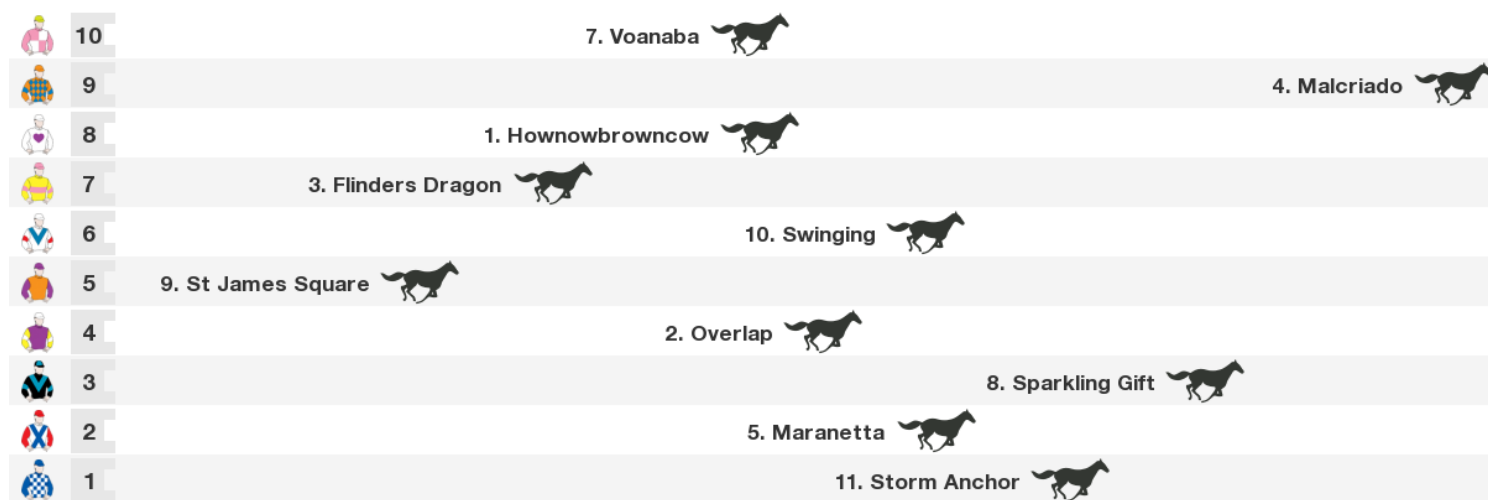 10 7. Voanaba
9 4. Malcriado
8 1. Hownowbrowncow
7 3. Flinders Dragon
6 10. Swinging
5 9. St James Square
4 2. Overlap
3 8. Sparkling Gift
2 5. Maranetta
1 11. Storm Anchor